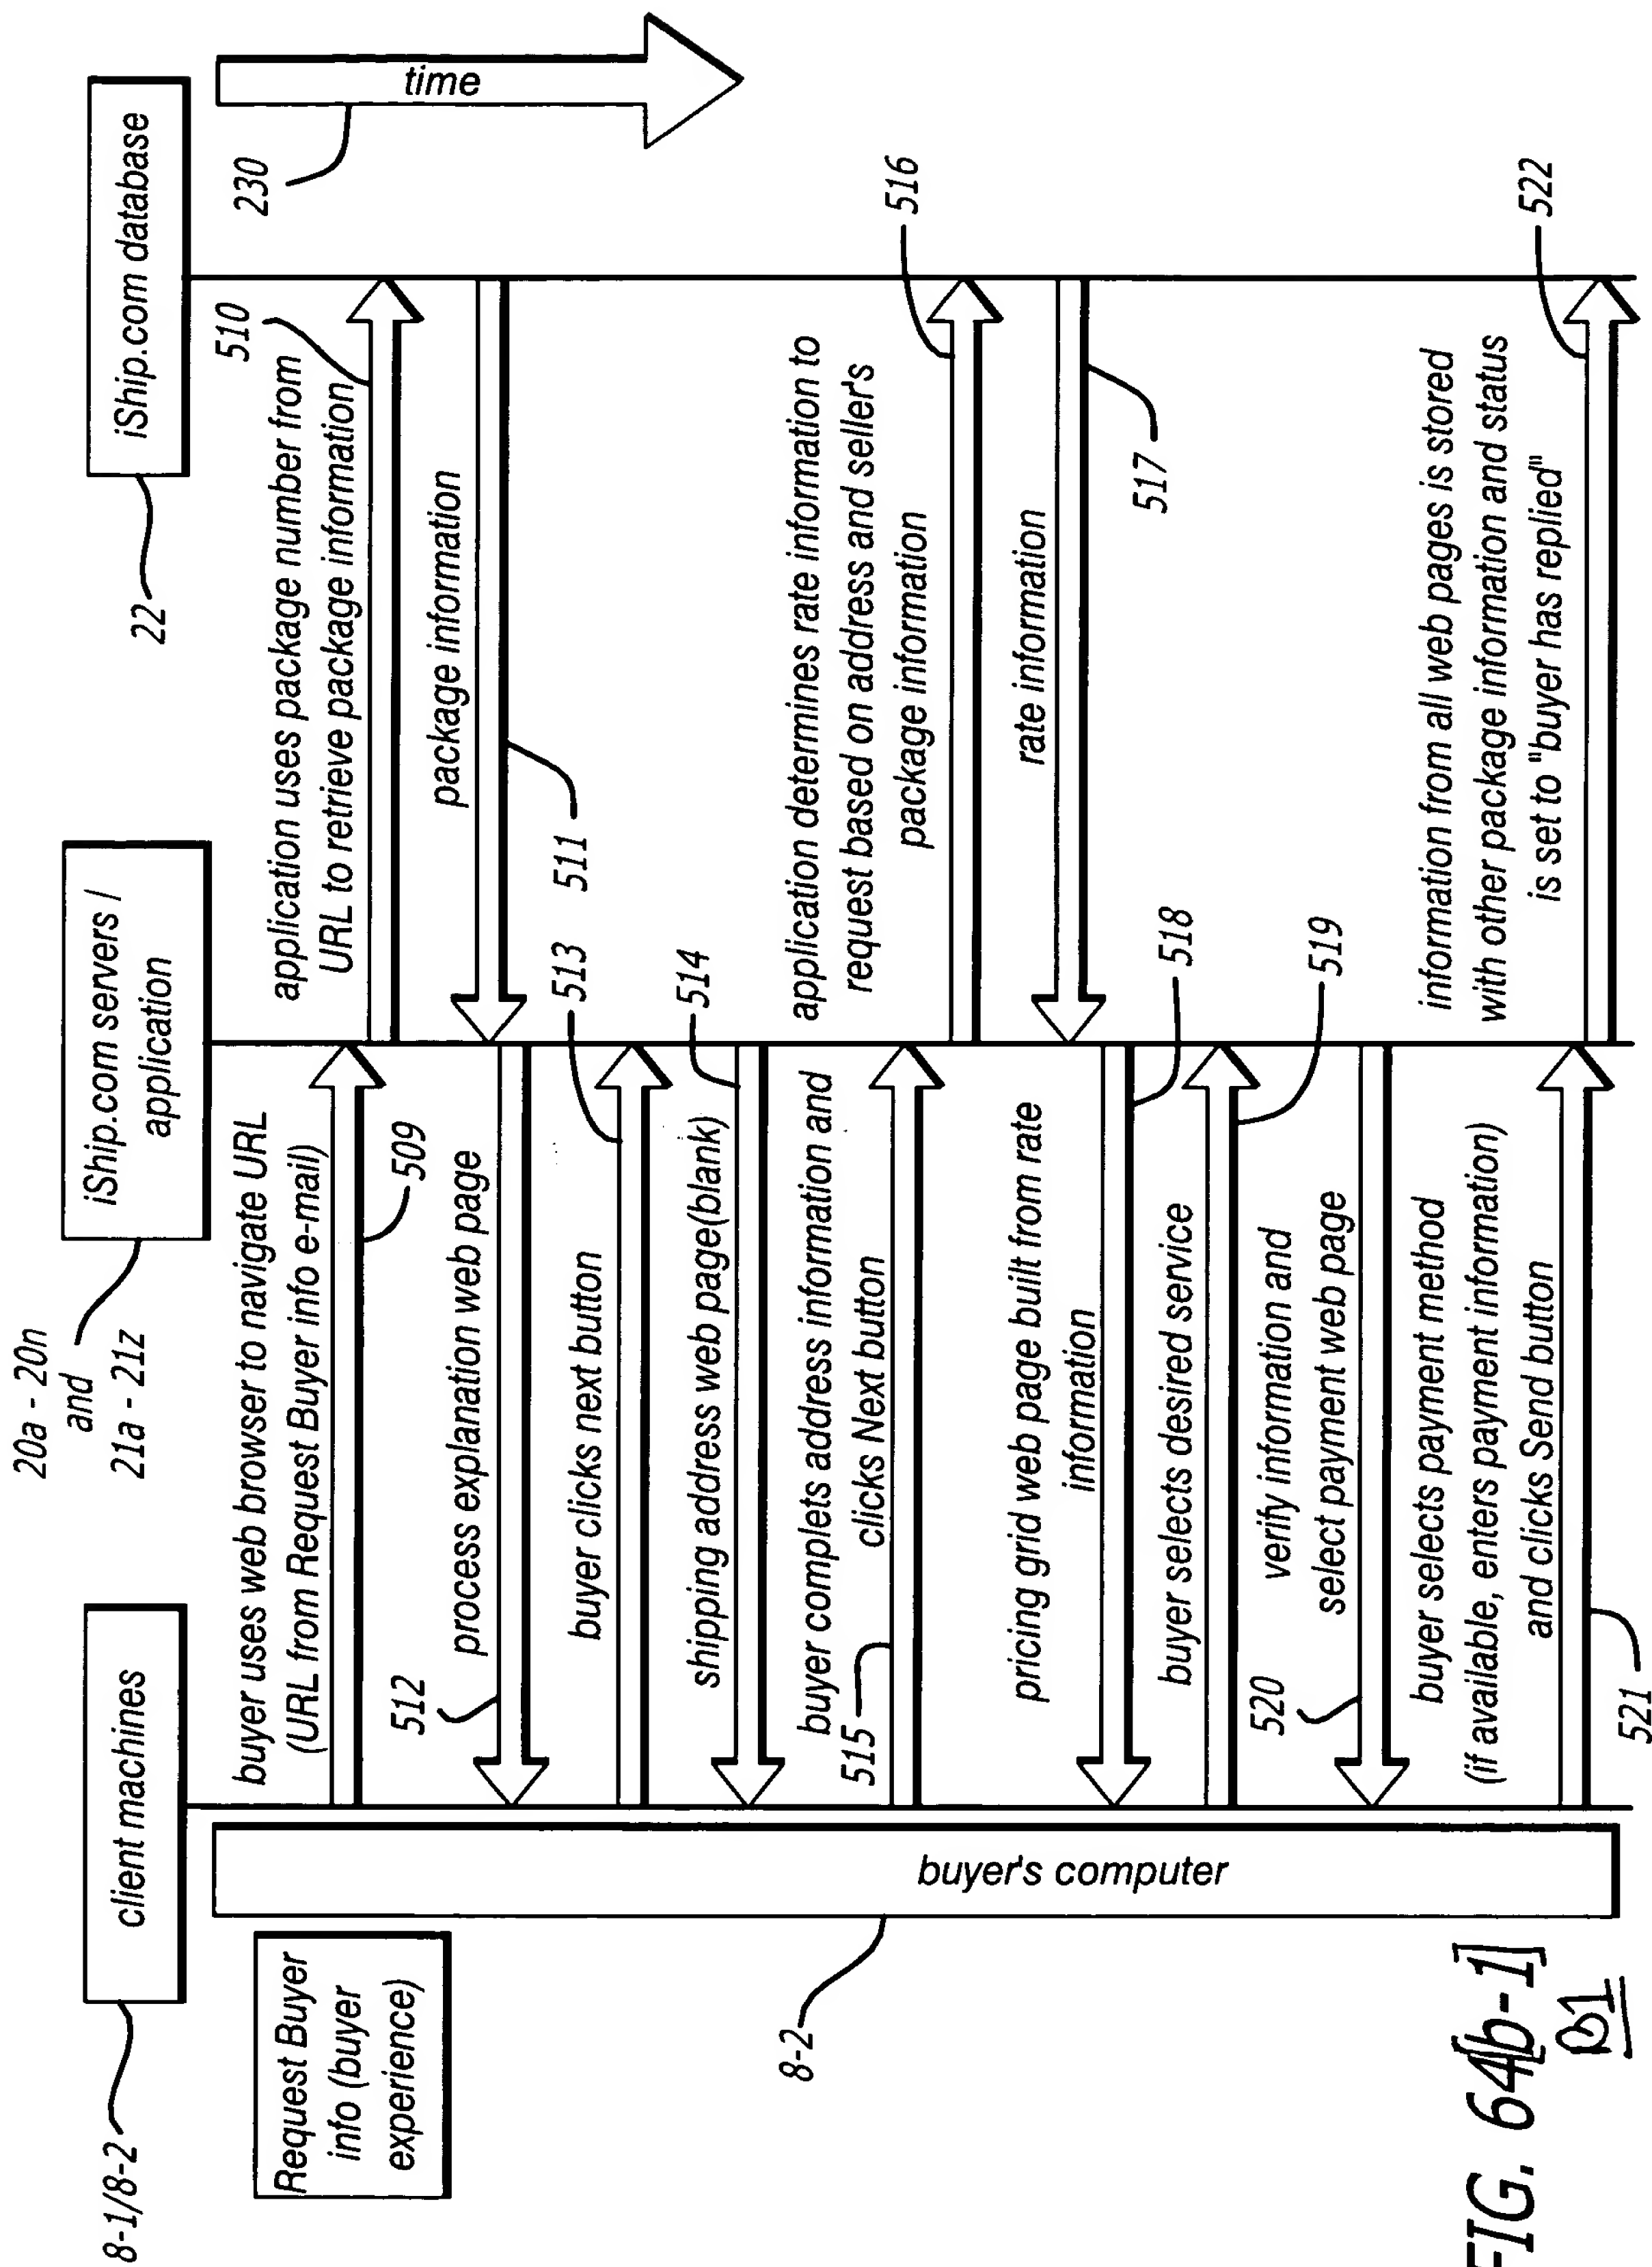 8-1/8-2
client machines
20a - 20n
and
21a - 21z
iShip.com servers /
application
22
iShip.com database
230
time
Request Buyer
info (buyer
experience)
8-2
buyer's computer
buyer uses web browser to navigate URL
(URL from Request Buyer info e-mail)
509
application uses package number from
URL to retrieve package information
510
package information
511
512
process explanation web page
buyer clicks next button
513
shipping address web page(blank)
514
buyer complets address information and
clicks Next button
515
application determines rate information to
request based on address and seller's
package information
516
rate information
517
pricing grid web page built from rate
information
518
buyer selects desired service
519
520
verify information and
select payment web page
buyer selects payment method
(if available, enters payment information)
and clicks Send button
521
information from all web pages is stored
with other package information and status
is set to "buyer has replied"
522
FIG. 64[b-1]
B1